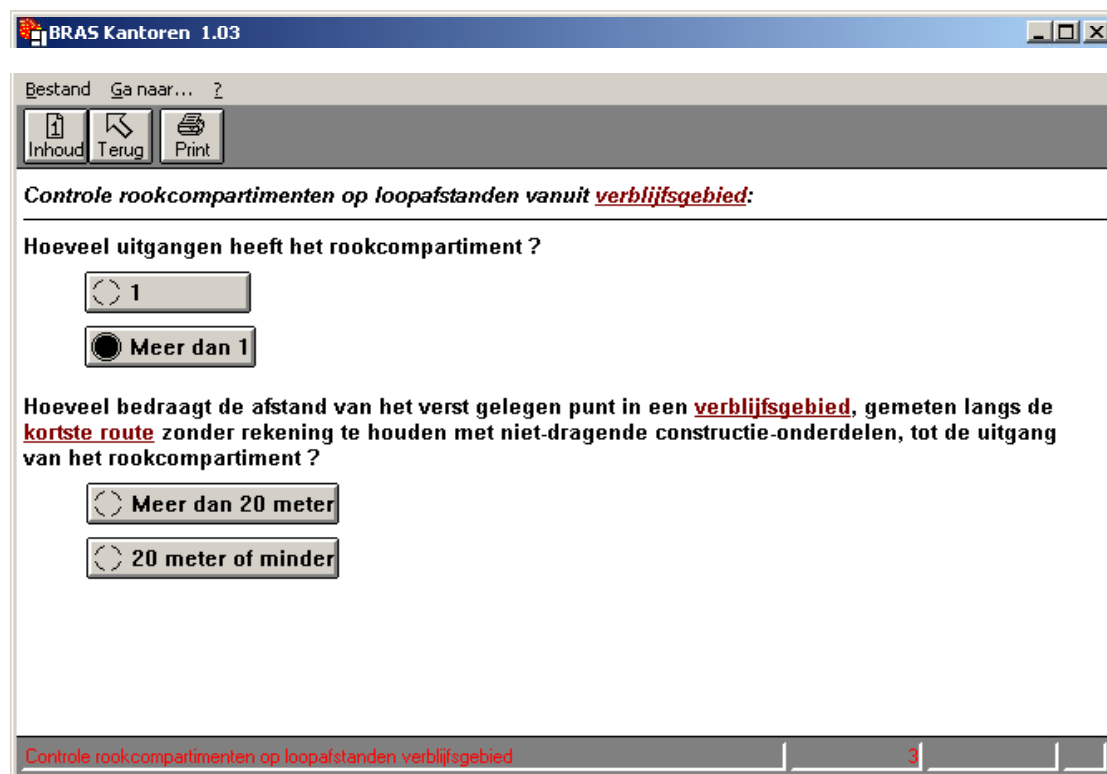 BRAS Kantoren 1.03
Bestand Ga naar... ?
Inhoud Terug Print
Controle rookcompartimenten op loopafstanden vanuit verblijfsgebied:
Hoeveel uitgangen heeft het rookcompartiment ?
1
Meer dan 1
Hoeveel bedraagt de afstand van het verst gelegen punt in een verblijfsgebied, gemeten langs de
kortste route zonder rekening te houden met niet-dragende constructie-onderdelen, tot de uitgang
van het rookcompartiment ?
Meer dan 20 meter
20 meter of minder
Controle rookcompartimenten op loopafstanden verblijfsgebied 3